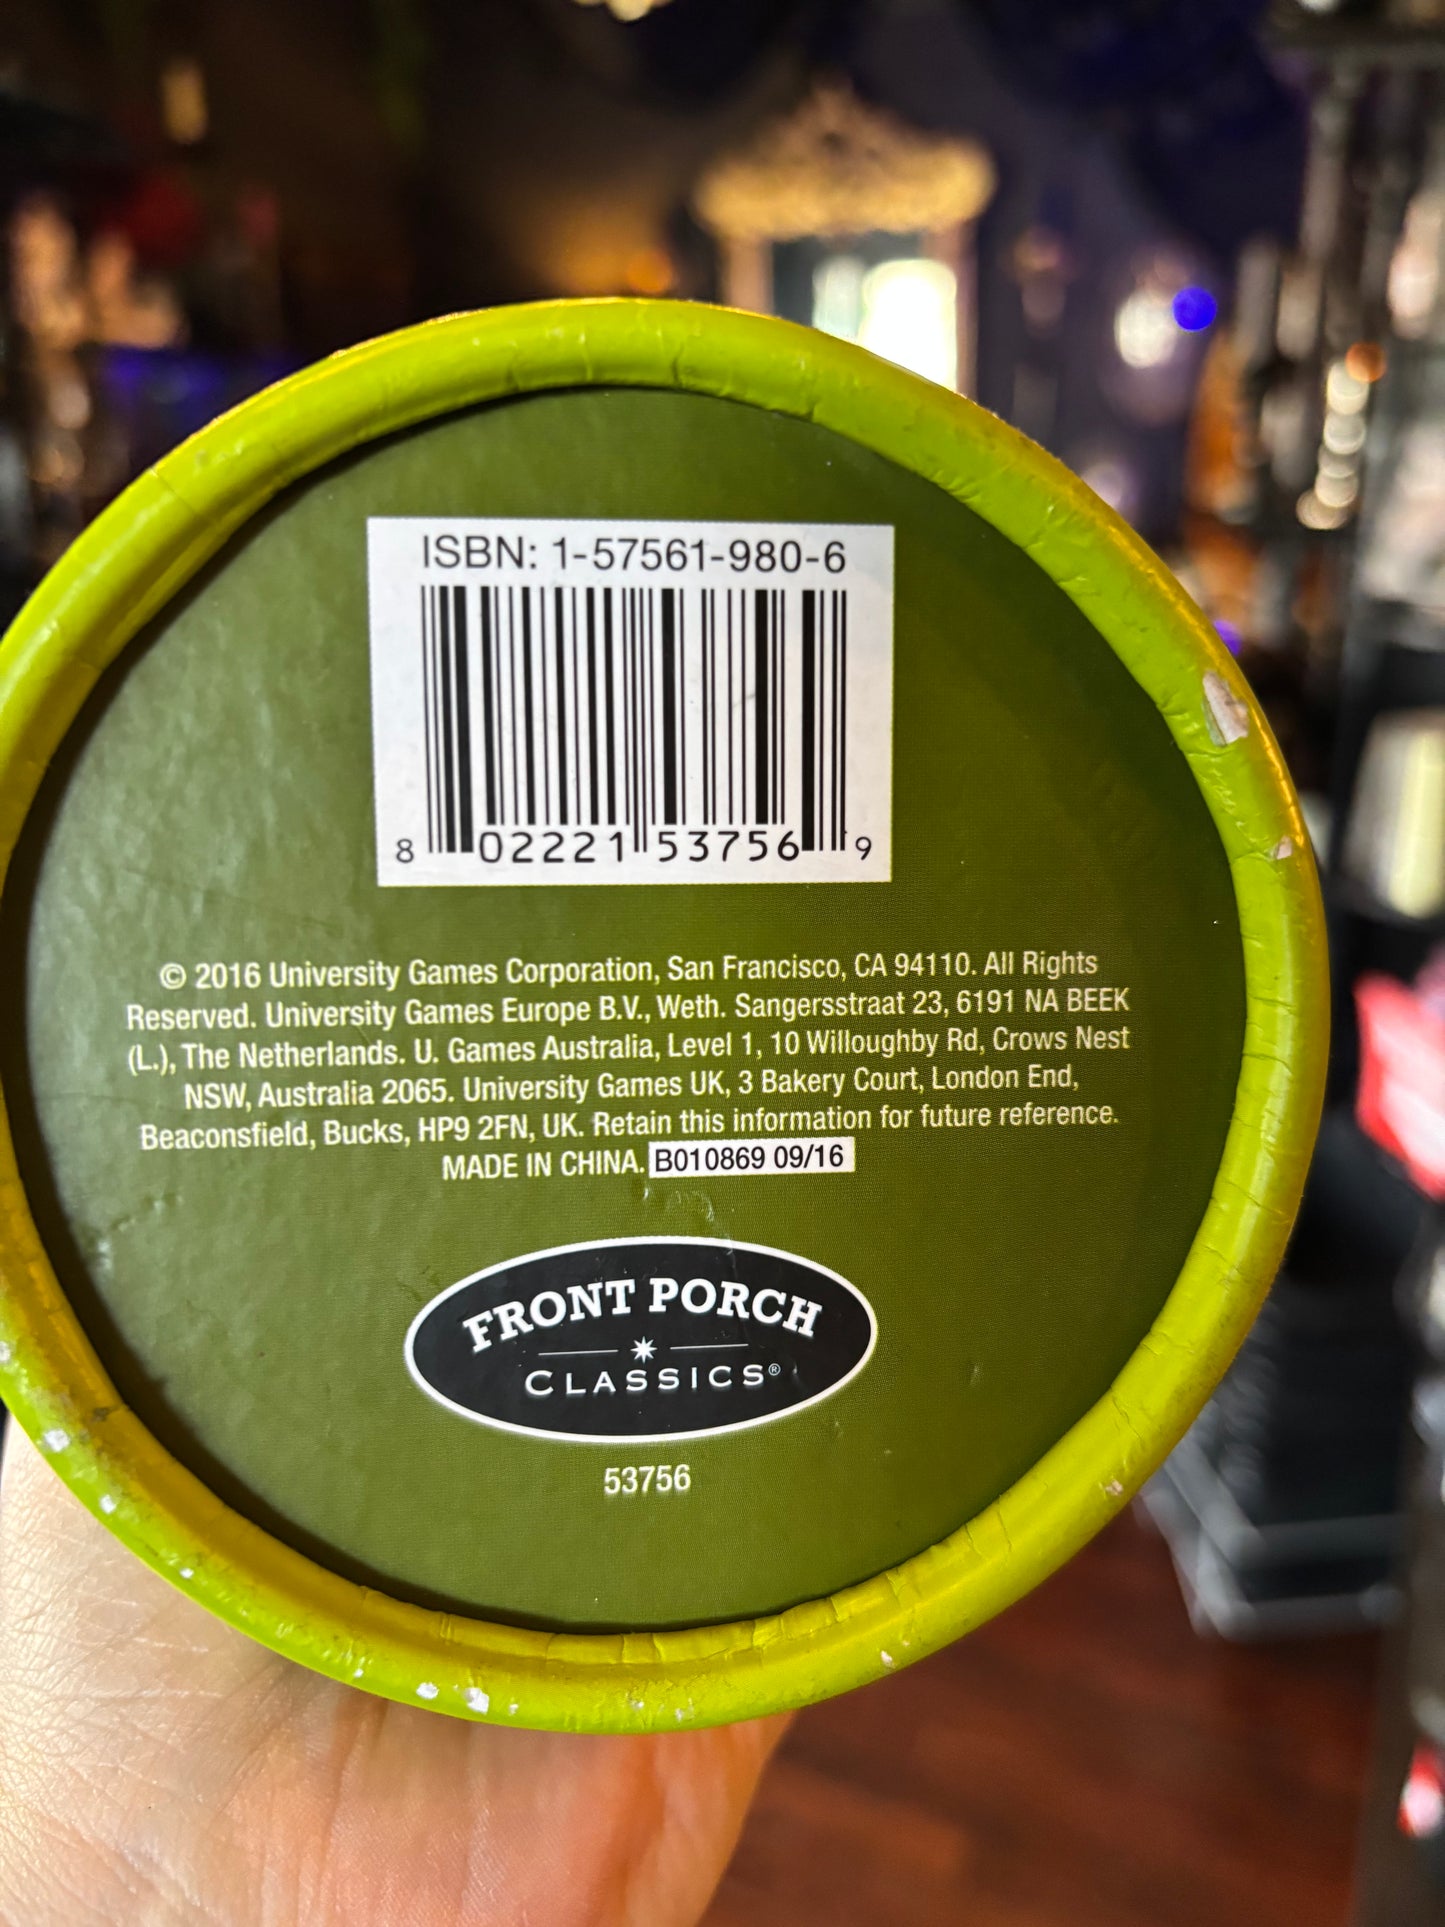 ISBN: 1-57561-980-6
8 02221 53756 9
© 2016 University Games Corporation, San Francisco, CA 94110. All Rights
Reserved. University Games Europe B.V., Weth. Sangersstraat 23, 6191 NA BEEK
(L.), The Netherlands. U. Games Australia, Level 1, 10 Willoughby Rd, Crows Nest
NSW, Australia 2065. University Games UK, 3 Bakery Court, London End,
Beaconsfield, Bucks, HP9 2FN, UK. Retain this information for future reference.
MADE IN CHINA. B010869 09/16
FRONT PORCH
CLASSICS®
53756